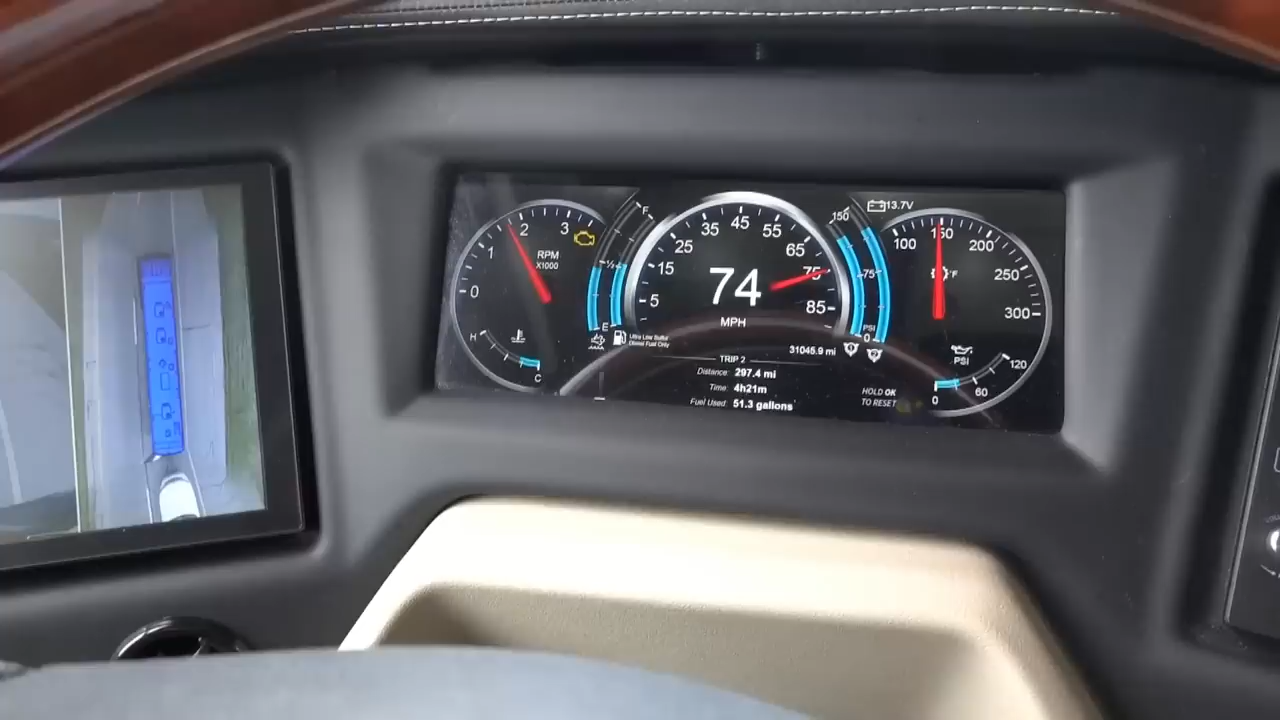 0 1 2 3
RPM
X1000
H
C
F
½
E
Ultra Low Sulfur
Diesel Fuel Only
5 15 25 35 45 55 65 75 85
74
MPH
31045.9 mi
TRIP 2
Distance: 297.4 mi
Time: 4h21m
Fuel Used: 51.3 gallons
HOLD OK
TO RESET
150
75
PSI
0
1
2
13.7V
100 150 200 250 300
°F
PSI
0 60 120